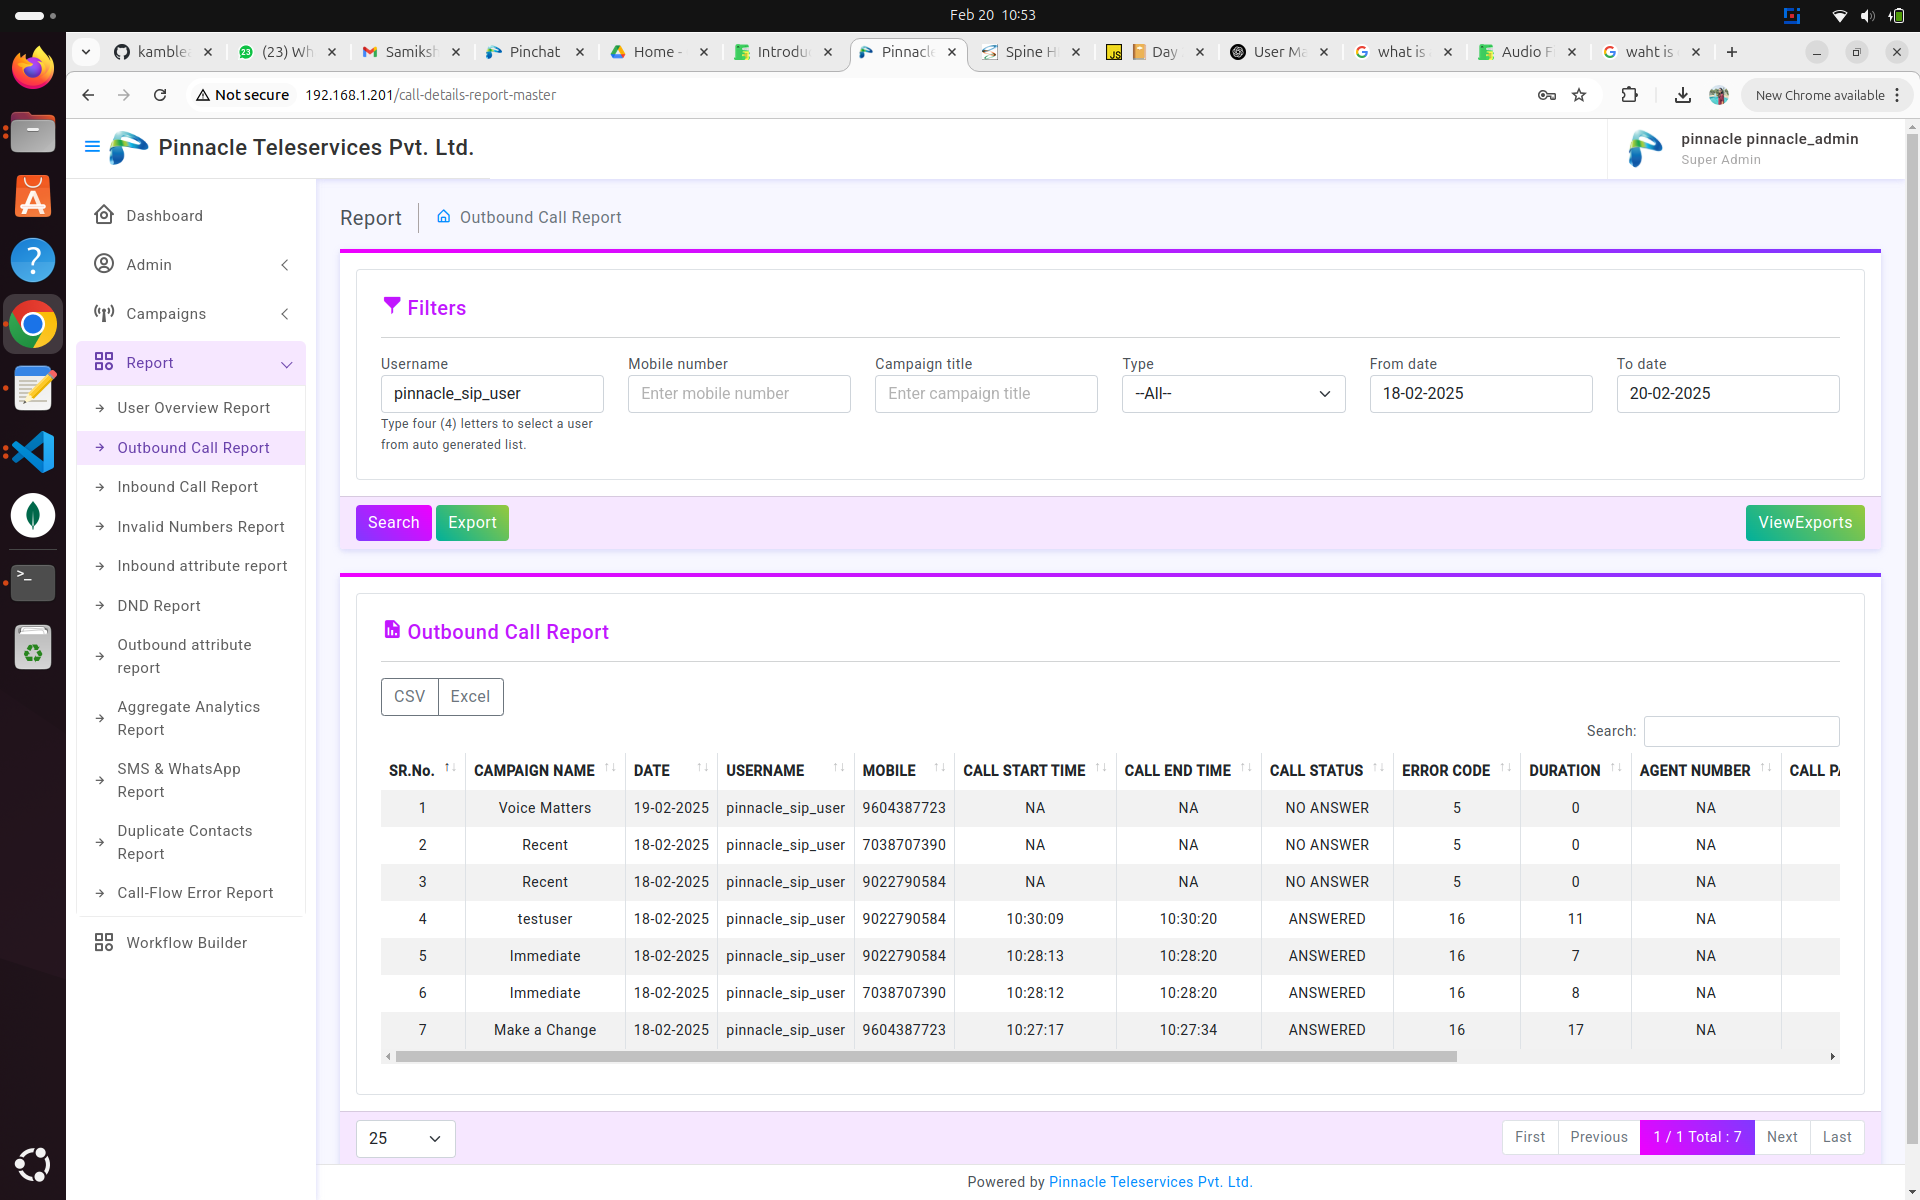 Feb 20 10:53
kamble
(23) Wh
Samiksh
Pinchat
Home -
Introdu
Pinnacle
Spine H
Day
User Ma
what is
Audio F
waht is
Not secure 192.168.1.201/call-details-report-master
New Chrome available
Pinnacle Teleservices Pvt. Ltd.
pinnacle pinnacle_admin
Super Admin
Dashboard
Admin
Campaigns
Report
User Overview Report
Outbound Call Report
Inbound Call Report
Invalid Numbers Report
Inbound attribute report
DND Report
Outbound attribute
report
Aggregate Analytics
Report
SMS & WhatsApp
Report
Duplicate Contacts
Report
Call-Flow Error Report
Workflow Builder
Report Outbound Call Report
Filters
Username Mobile number Campaign title Type From date To date
pinnacle_sip_user Enter mobile number Enter campaign title --All-- 18-02-2025 20-02-2025
Type four (4) letters to select a user
from auto generated list.
Search Export ViewExports
Outbound Call Report
CSV Excel
Search:
SR.No. CAMPAIGN NAME DATE USERNAME MOBILE CALL START TIME CALL END TIME CALL STATUS ERROR CODE DURATION AGENT NUMBER CALL PA
1 Voice Matters 19-02-2025 pinnacle_sip_user 9604387723 NA NA NO ANSWER 5 0 NA
2 Recent 18-02-2025 pinnacle_sip_user 7038707390 NA NA NO ANSWER 5 0 NA
3 Recent 18-02-2025 pinnacle_sip_user 9022790584 NA NA NO ANSWER 5 0 NA
4 testuser 18-02-2025 pinnacle_sip_user 9022790584 10:30:09 10:30:20 ANSWERED 16 11 NA
5 Immediate 18-02-2025 pinnacle_sip_user 9022790584 10:28:13 10:28:20 ANSWERED 16 7 NA
6 Immediate 18-02-2025 pinnacle_sip_user 7038707390 10:28:12 10:28:20 ANSWERED 16 8 NA
7 Make a Change 18-02-2025 pinnacle_sip_user 9604387723 10:27:17 10:27:34 ANSWERED 16 17 NA
25 First Previous 1 / 1 Total : 7 Next Last
Powered by Pinnacle Teleservices Pvt. Ltd.